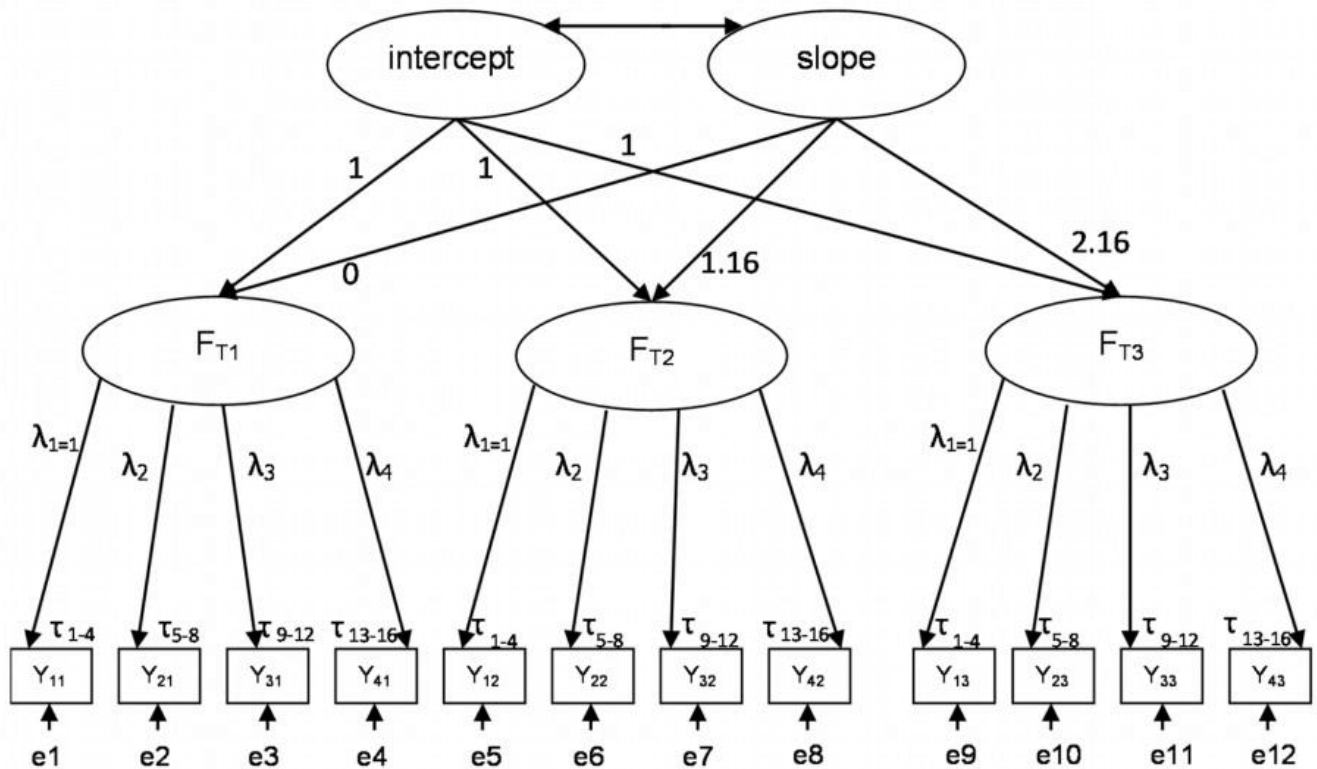 intercept slope
1 1 1
0 1.16 2.16
F_T1 F_T2 F_T3
λ₁₌₁ λ₂ λ₃ λ₄ λ₁₌₁ λ₂ λ₃ λ₄ λ₁₌₁ λ₂ λ₃ λ₄
τ₁₋₄ τ₅₋₈ τ₉₋₁₂ τ₁₃₋₁₆ τ₁₋₄ τ₅₋₈ τ₉₋₁₂ τ₁₃₋₁₆ τ₁₋₄ τ₅₋₈ τ₉₋₁₂ τ₁₃₋₁₆
Y₁₁ Y₂₁ Y₃₁ Y₄₁ Y₁₂ Y₂₂ Y₃₂ Y₄₂ Y₁₃ Y₂₃ Y₃₃ Y₄₃
e1 e2 e3 e4 e5 e6 e7 e8 e9 e10 e11 e12